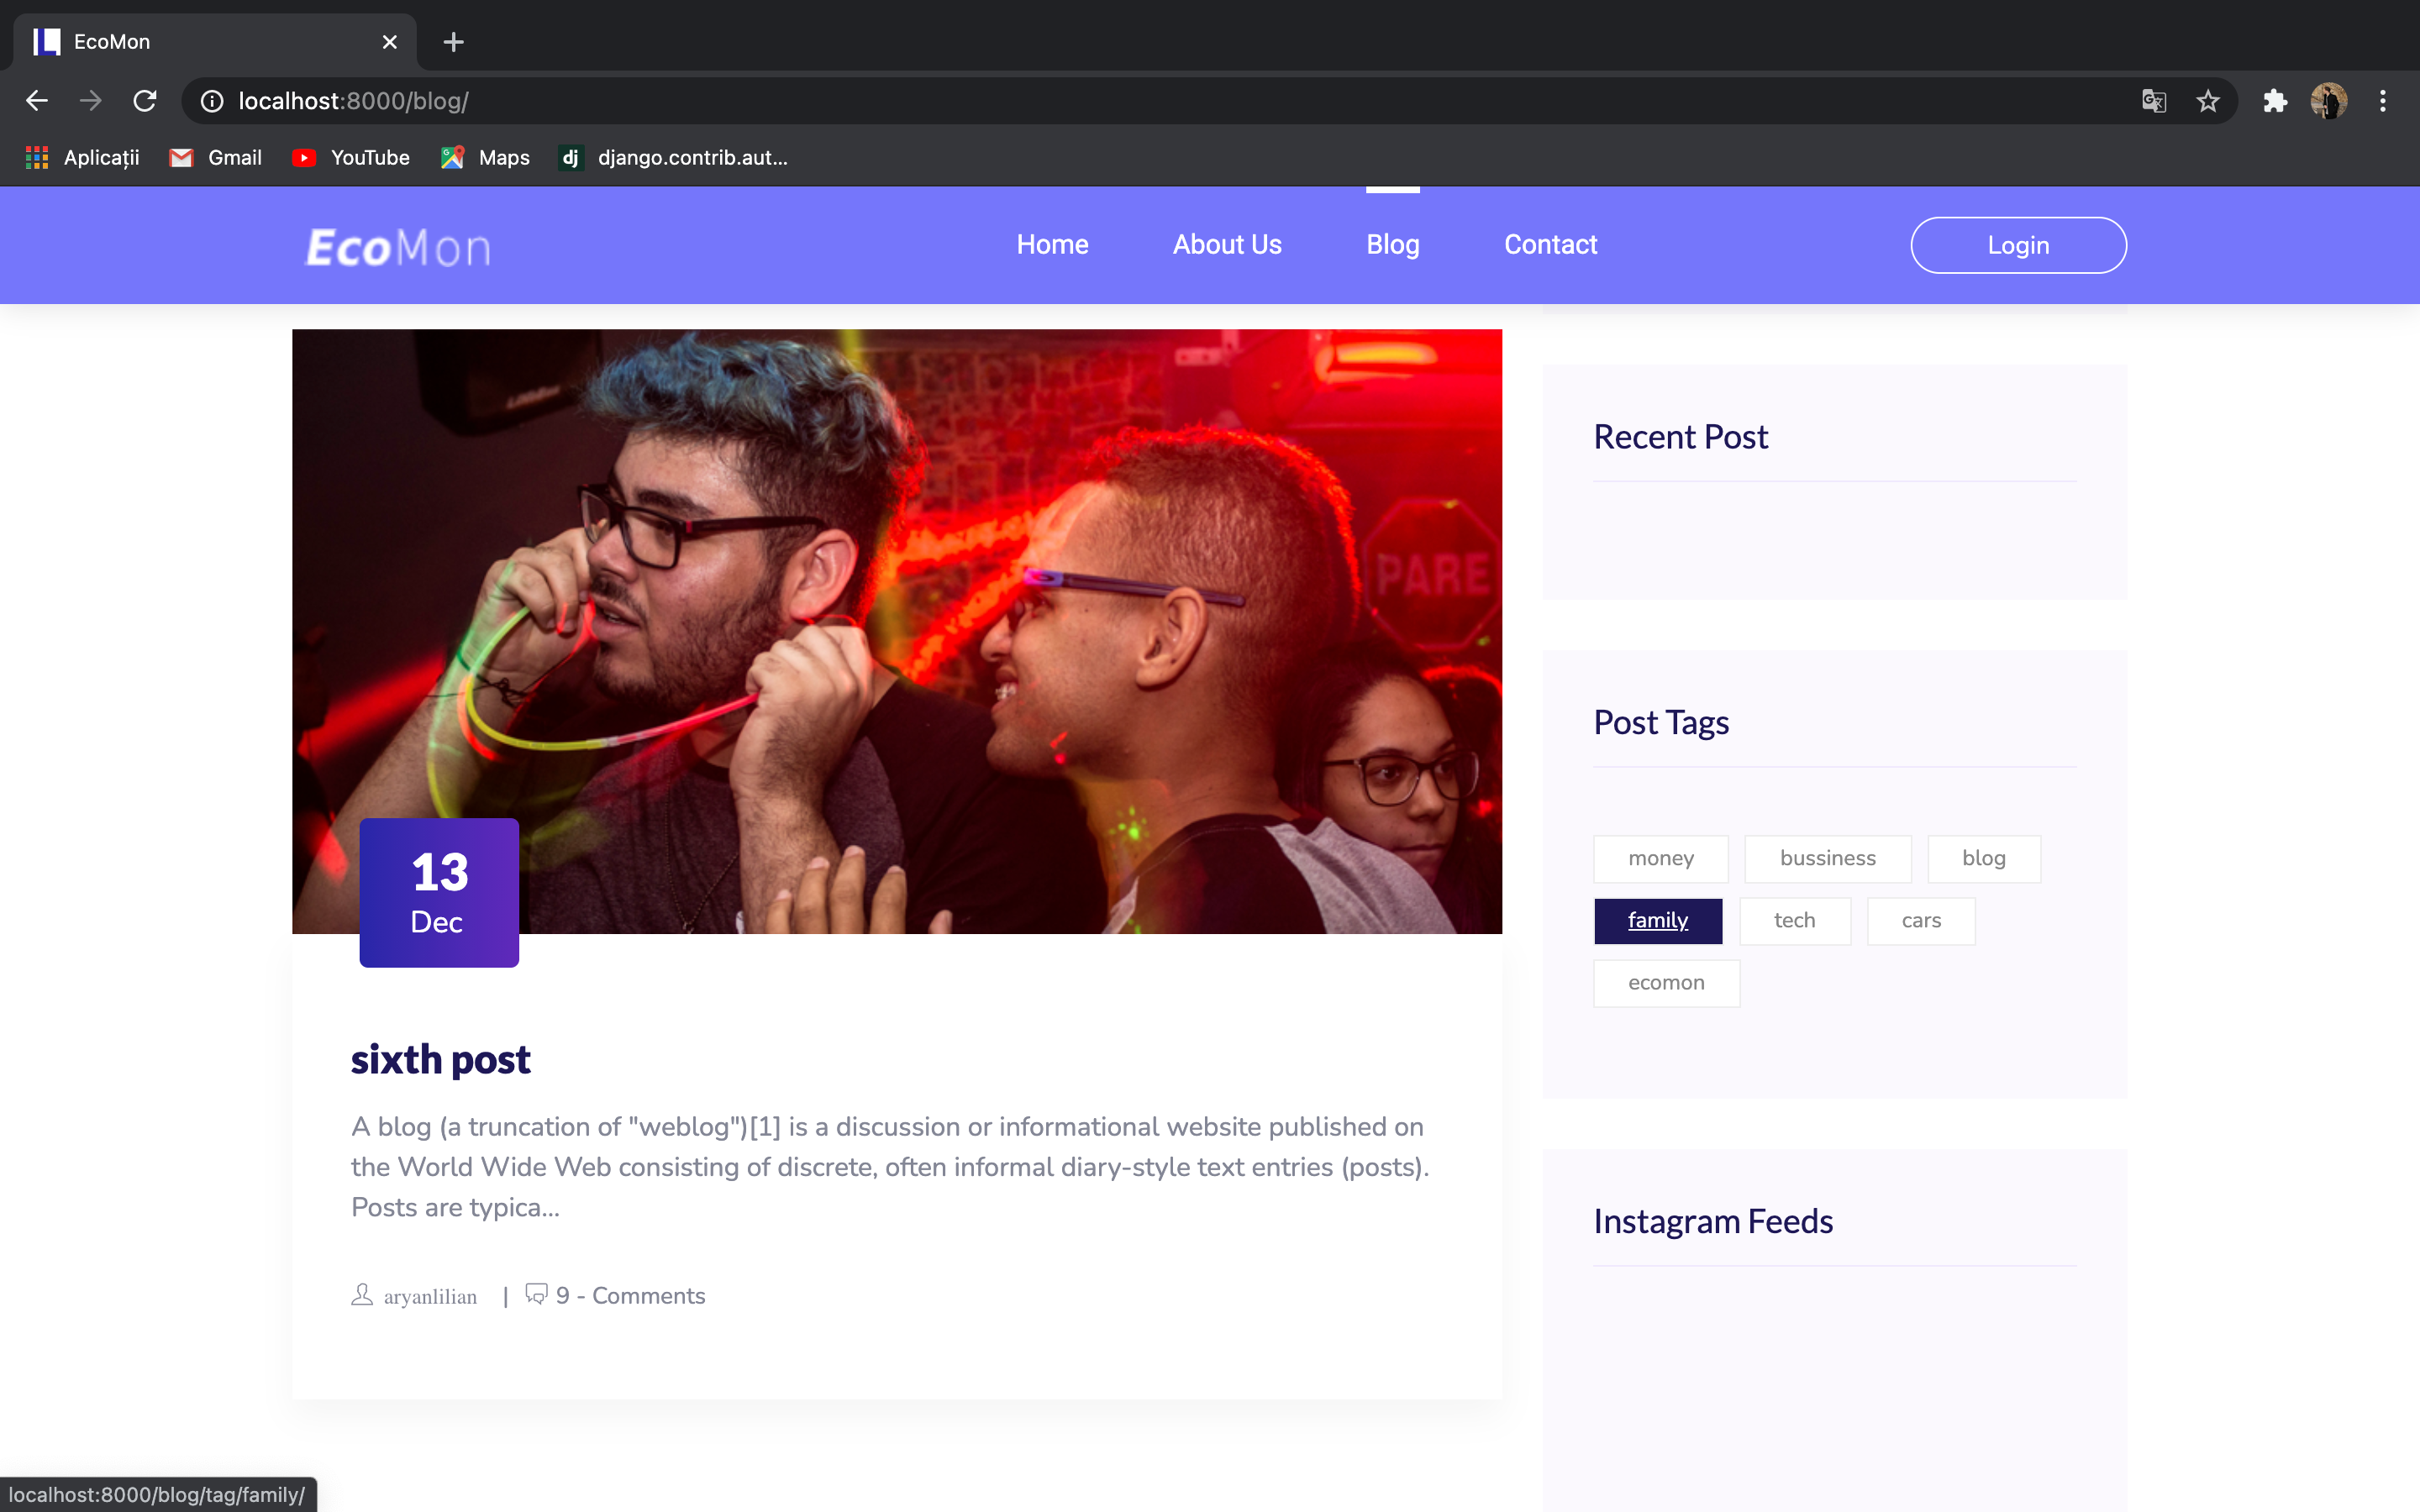 EcoMon
localhost:8000/blog/
Aplicații Gmail YouTube Maps dj django.contrib.aut...
EcoMon Home About Us Blog Contact Login
PARE
13
Dec
sixth post
A blog (a truncation of "weblog")[1] is a discussion or informational website published on
the World Wide Web consisting of discrete, often informal diary-style text entries (posts).
Posts are typica...
aryanlilian | 9 - Comments
Recent Post
Post Tags
money bussiness blog
family tech cars
ecomon
Instagram Feeds
localhost:8000/blog/tag/family/